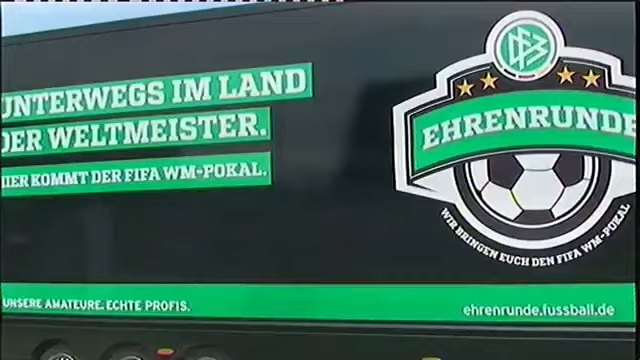 UNTERWEGS IM LAND
DER WELTMEISTER.
HIER KOMMT DER FIFA WM-POKAL.
DFB
EHRENRUNDE
WIR BRINGEN EUCH DEN FIFA WM-POKAL
UNSERE AMATEURE. ECHTE PROFIS.
ehrenrunde.fussball.de